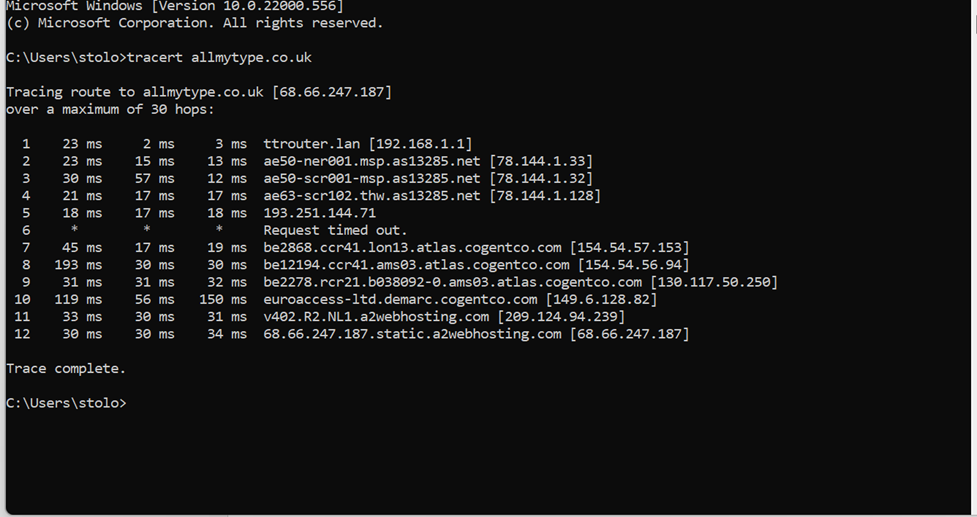 Microsoft Windows [Version 10.0.22000.556]
(c) Microsoft Corporation. All rights reserved.
C:\Users\stolo>tracert allmytype.co.uk
Tracing route to allmytype.co.uk [68.66.247.187]
over a maximum of 30 hops:
1 23 ms 2 ms 3 ms ttrouter.lan [192.168.1.1]
2 23 ms 15 ms 13 ms ae50-ner001.msp.as13285.net [78.144.1.33]
3 30 ms 57 ms 12 ms ae50-scr001-msp.as13285.net [78.144.1.32]
4 21 ms 17 ms 17 ms ae63-scr102.thw.as13285.net [78.144.1.128]
5 18 ms 17 ms 18 ms 193.251.144.71
6 * * * Request timed out.
7 45 ms 17 ms 19 ms be2868.ccr41.lon13.atlas.cogentco.com [154.54.57.153]
8 193 ms 30 ms 30 ms be12194.ccr41.ams03.atlas.cogentco.com [154.54.56.94]
9 31 ms 31 ms 32 ms be2278.rcr21.b038092-0.ams03.atlas.cogentco.com [130.117.50.250]
10 119 ms 56 ms 150 ms euroaccess-ltd.demarc.cogentco.com [149.6.128.82]
11 33 ms 30 ms 31 ms v402.R2.NL1.a2webhosting.com [209.124.94.239]
12 30 ms 30 ms 34 ms 68.66.247.187.static.a2webhosting.com [68.66.247.187]
Trace complete.
C:\Users\stolo>